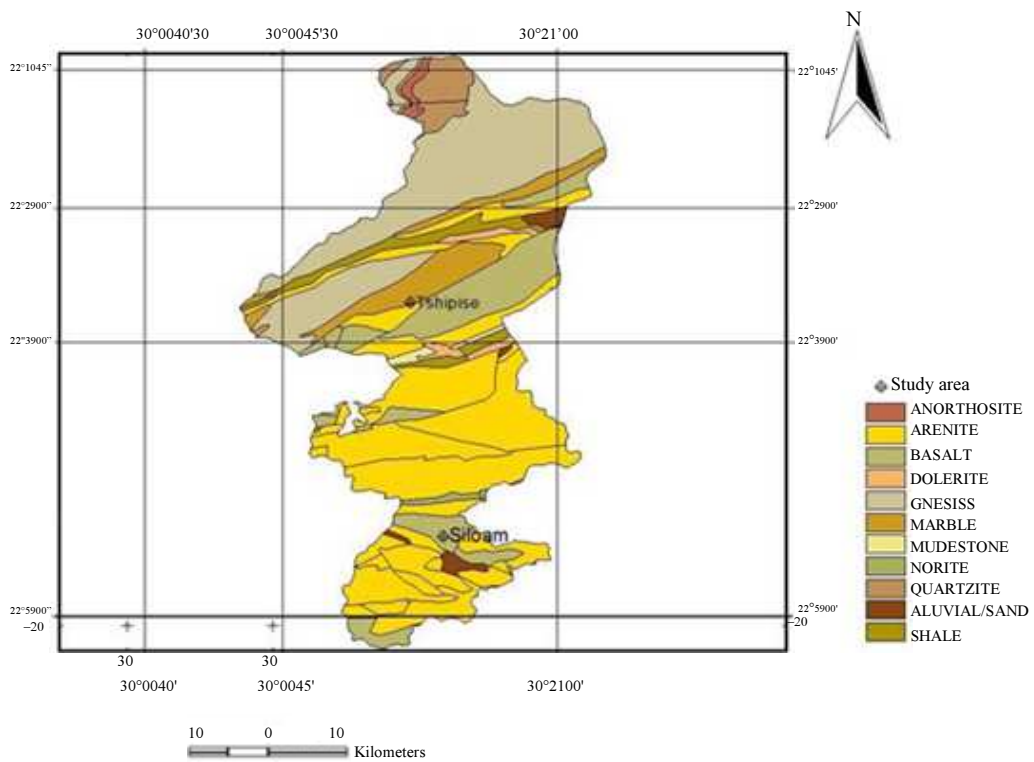 N
30°0040'30 30°0045'30 30°21'00
22°1045" 22°1045'
22°2900" 22°2900'
Tshipise
22°3900" 22°3900'
Study area
ANORTHOSITE
ARENITE
BASALT
DOLERITE
GNESISS
MARBLE
MUDESTONE
NORITE
QUARTZITE
ALUVIAL/SAND
SHALE
Siloam
22°5900" 22°5900'
–20 –20
30 30
30°0040' 30°0045' 30°2100'
10 0 10
Kilometers